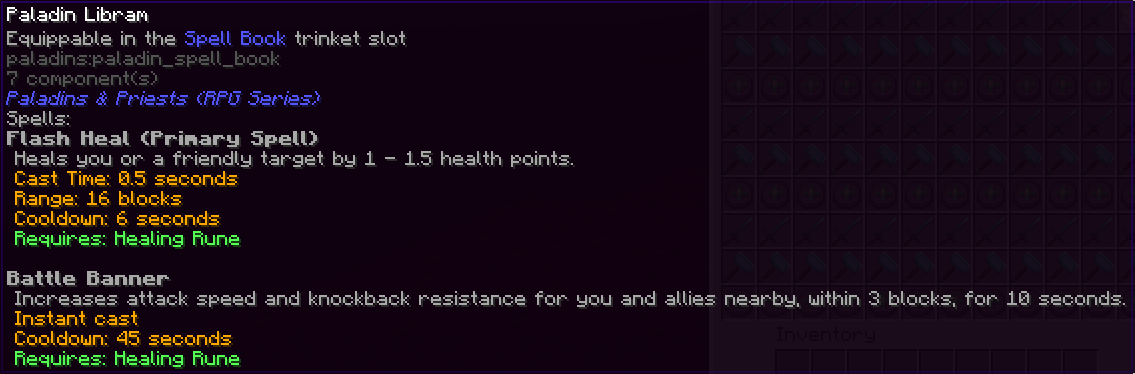 Paladin Libram
Equippable in the Spell Book trinket slot
paladins:paladin_spell_book
7 component(s)
Paladins & Priests (RPG Series)
Spells:
Flash Heal (Primary Spell)
Heals you or a friendly target by 1 - 1.5 health points.
Cast Time: 0.5 seconds
Range: 16 blocks
Cooldown: 6 seconds
Requires: Healing Rune
Battle Banner
Increases attack speed and knockback resistance for you and allies nearby, within 3 blocks, for 10 seconds.
Instant cast
Cooldown: 45 seconds
Requires: Healing Rune
Inventory